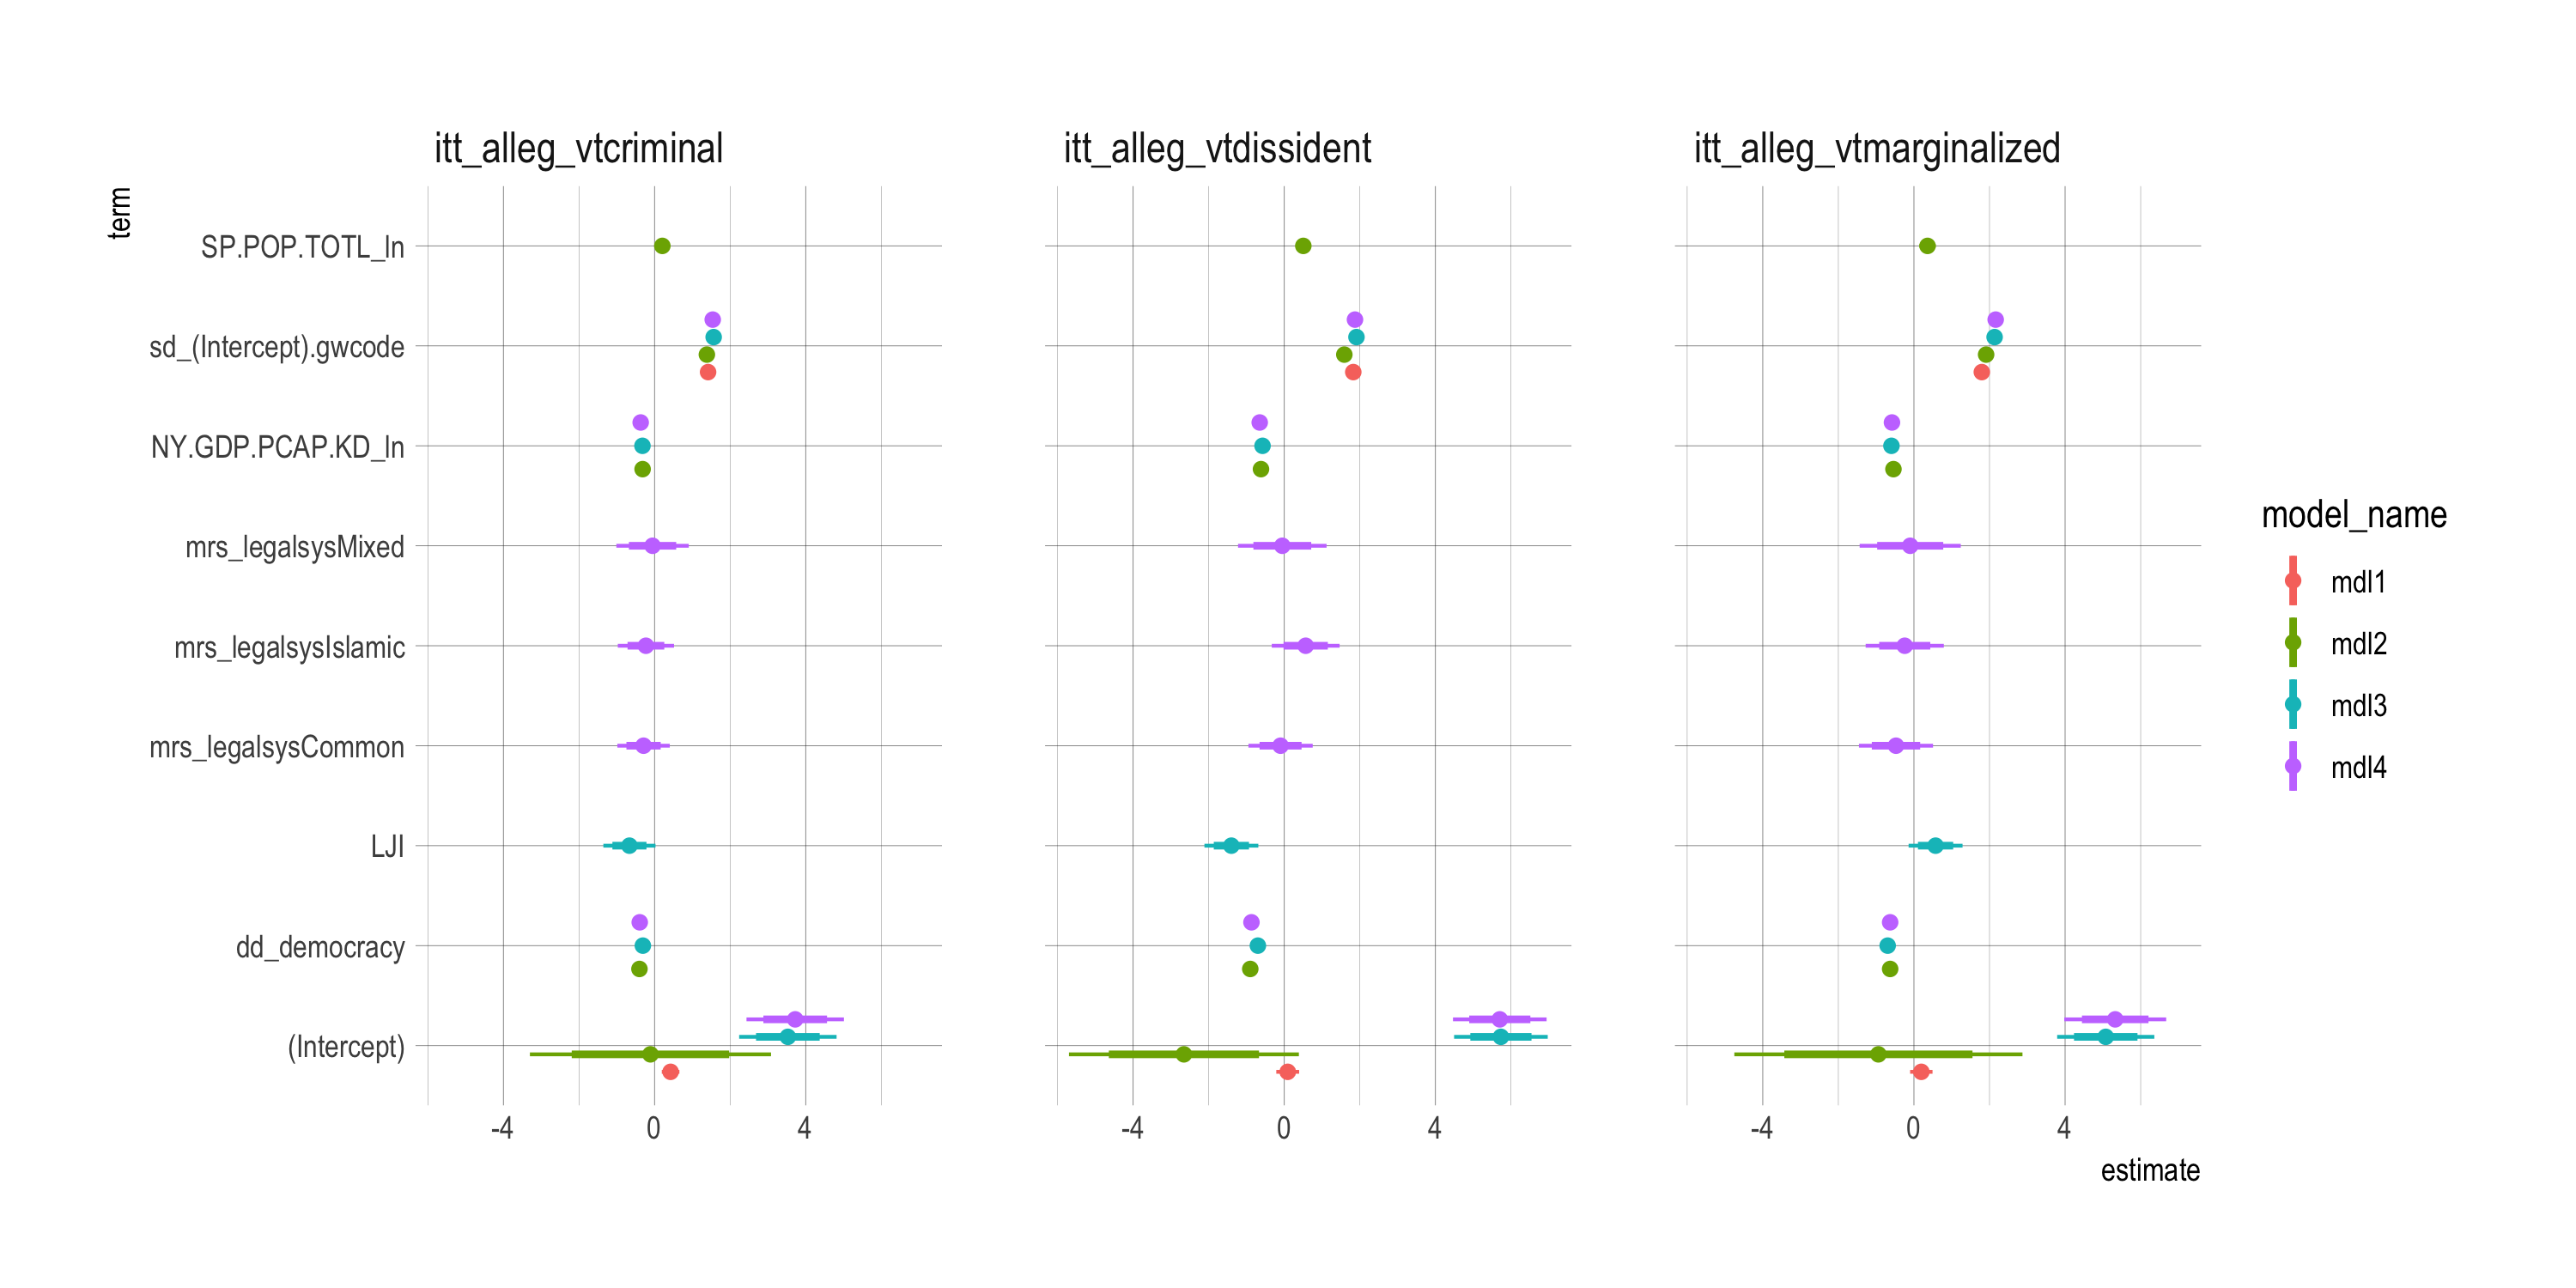 itt_alleg_vtcriminal
itt_alleg_vtdissident
itt_alleg_vtmarginalized
term
SP.POP.TOTL_ln
sd_(Intercept).gwcode
NY.GDP.PCAP.KD_ln
mrs_legalsysMixed
mrs_legalsysIslamic
mrs_legalsysCommon
LJI
dd_democracy
(Intercept)
-4 0 4
-4 0 4
-4 0 4
estimate
model_name
mdl1
mdl2
mdl3
mdl4